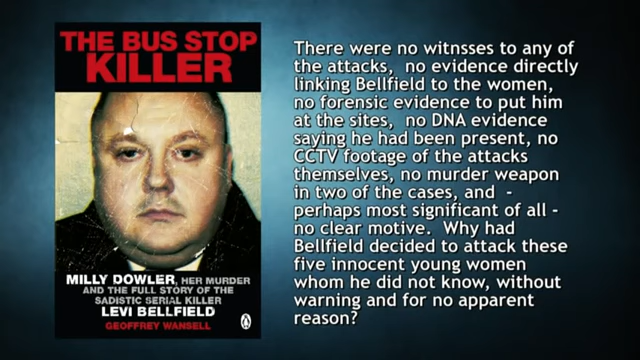 THE BUS STOP
KILLER
MILLY DOWLER, HER MURDER
AND THE FULL STORY OF THE
SADISTIC SERIAL KILLER
LEVI BELLFIELD
GEOFFREY WANSELL
There were no witnsses to any of
the attacks, no evidence directly
linking Bellfield to the women,
no forensic evidence to put him
at the sites, no DNA evidence
saying he had been present, no
CCTV footage of the attacks
themselves, no murder weapon
in two of the cases, and -
perhaps most significant of all -
no clear motive. Why had
Bellfield decided to attack these
five innocent young women
whom he did not know, without
warning and for no apparent
reason?